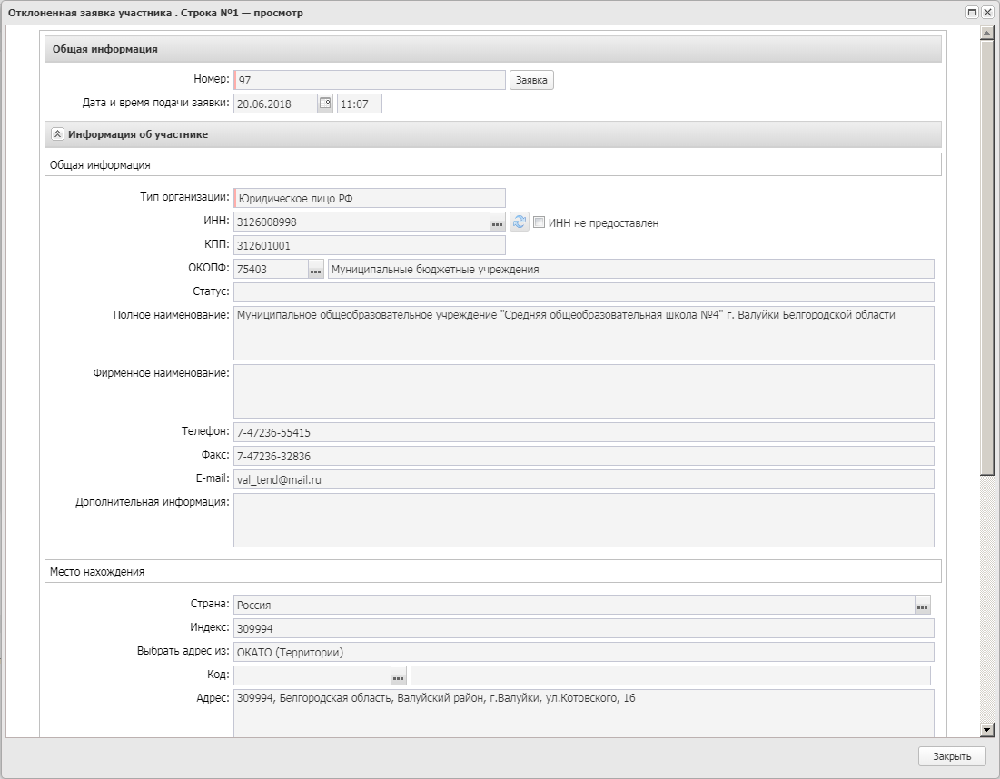 Отклоненная заявка участника . Строка №1 — просмотр
Общая информация
Номер: 97 Заявка
Дата и время подачи заявки: 20.06.2018 11:07
Информация об участнике
Общая информация
Тип организации: Юридическое лицо РФ
ИНН: 3126008998 ... ИНН не предоставлен
КПП: 312601001
ОКОПФ: 75403 ... Муниципальные бюджетные учреждения
Статус:
Полное наименование: Муниципальное общеобразовательное учреждение "Средняя общеобразовательная школа №4" г. Валуйки Белгородской области
Фирменное наименование:
Телефон: 7-47236-55415
Факс: 7-47236-32836
E-mail: val_tend@mail.ru
Дополнительная информация:
Место нахождения
Страна: Россия ...
Индекс: 309994
Выбрать адрес из: ОКАТО (Территории)
Код: ...
Адрес: 309994, Белгородская область, Валуйский район, г.Валуйки, ул.Котовского, 16
Закрыть